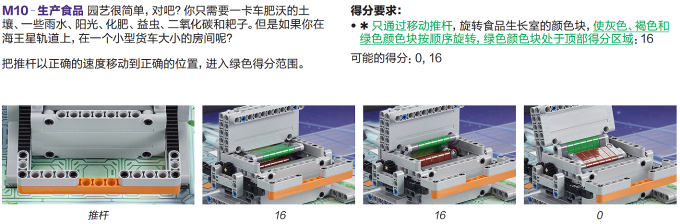 M10 - 生产食品 园艺很简单，对吧？你只需要一卡车肥沃的土
壤、一些雨水、阳光、化肥、益虫、二氧化碳和耙子。但是如果你在
海王星轨道上，在一个小型货车大小的房间呢？
把推杆以正确的速度移动到正确的位置，进入绿色得分范围。
得分要求：
• ✱ 只通过移动推杆，旋转食品生长室的颜色块，使灰色、褐色和
绿色颜色块按顺序旋转，绿色颜色块处于顶部得分区域：16
可能的得分：0, 16
推杆
16
16
0